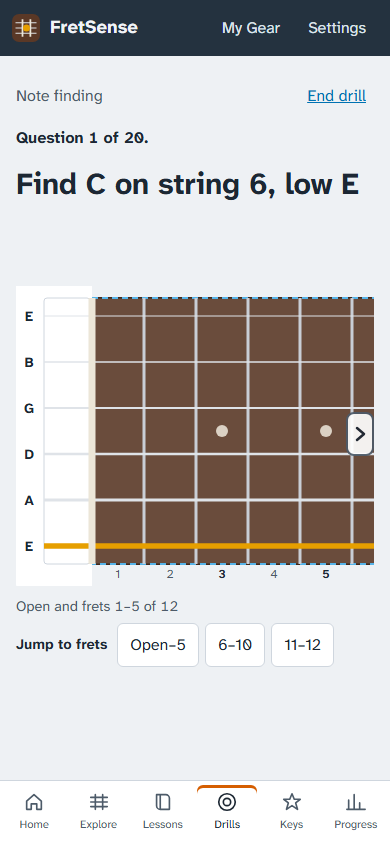 FretSense My Gear Settings
Note finding End drill
Question 1 of 20.
Find C on string 6, low E
E
B
G
D
A
E
1 2 3 4 5
Open and frets 1–5 of 12
Jump to frets Open–5 6–10 11–12
Home Explore Lessons Drills Keys Progress